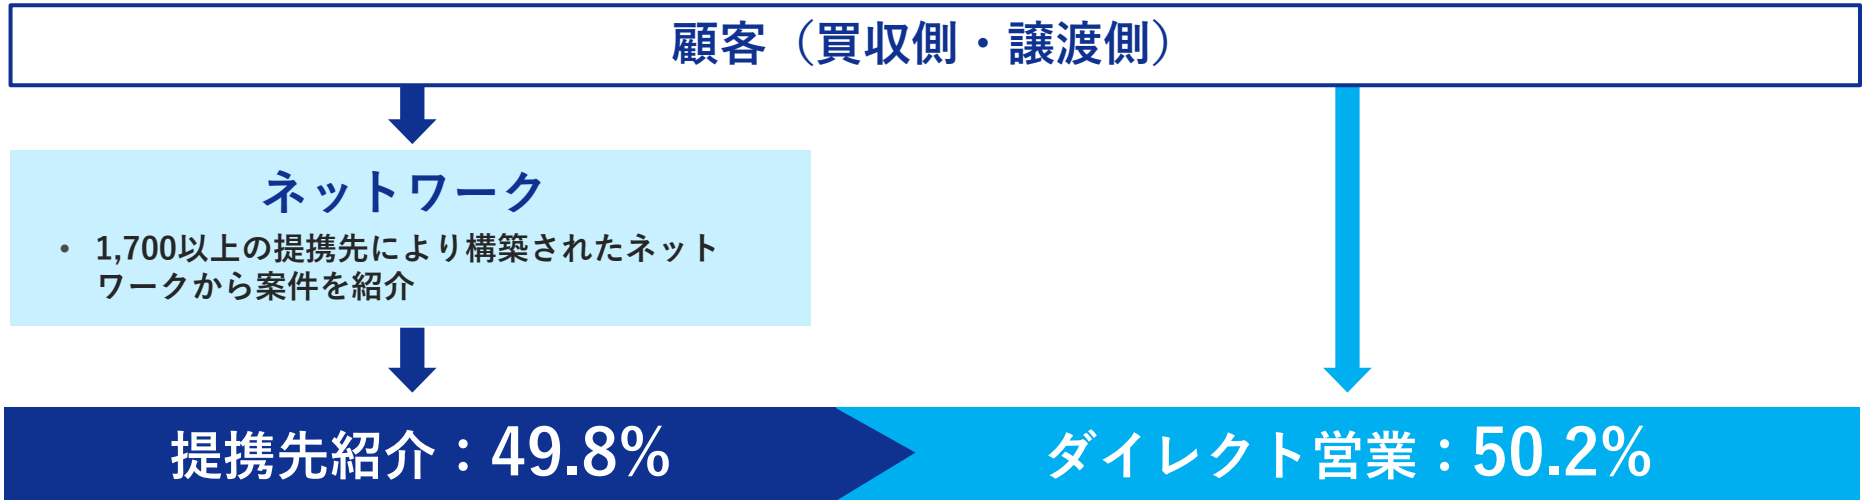 顧客（買収側・譲渡側）
ネットワーク
• 1,700以上の提携先により構築されたネット
ワークから案件を紹介
提携先紹介：49.8%
ダイレクト営業：50.2%